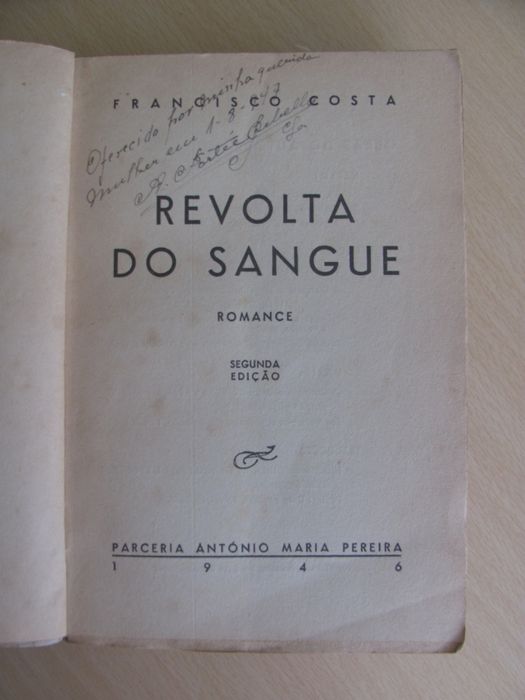 FRANCISCO COSTA
Oferecido por minha querida
Mulher em 1-8-947
REVOLTA
DO SANGUE
ROMANCE
SEGUNDA
EDIÇÃO
PARCERIA ANTÓNIO MARIA PEREIRA
1946